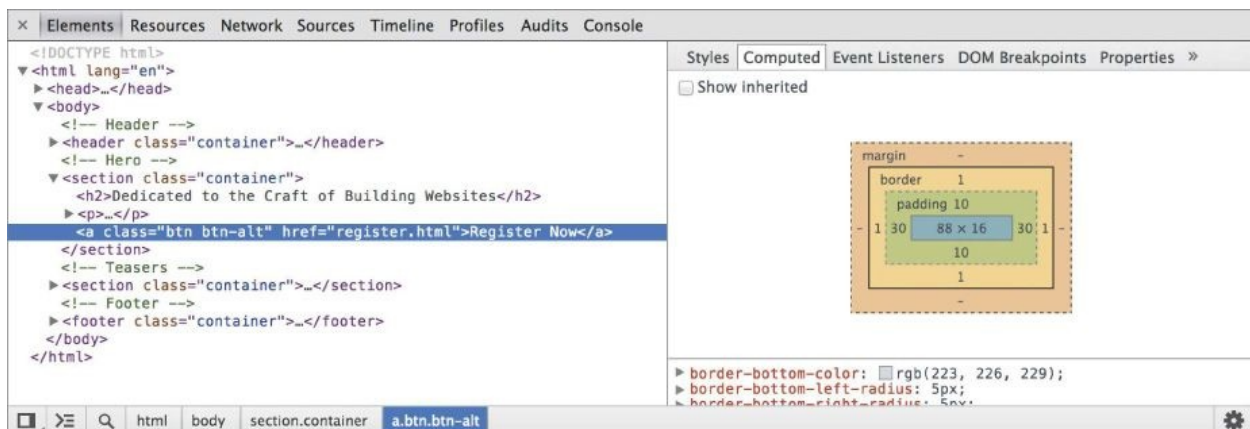 × Elements Resources Network Sources Timeline Profiles Audits Console
<!DOCTYPE html>
▼<html lang="en">
▶<head>…</head>
▼<body>
<!-- Header -->
▶<header class="container">…</header>
<!-- Hero -->
▼<section class="container">
<h2>Dedicated to the Craft of Building Websites</h2>
▶<p>…</p>
<a class="btn btn-alt" href="register.html">Register Now</a>
</section>
<!-- Teasers -->
▶<section class="container">…</section>
<!-- Footer -->
▶<footer class="container">…</footer>
</body>
</html>
html body section.container a.btn.btn-alt
Styles Computed Event Listeners DOM Breakpoints Properties »
Show inherited
margin -
border 1
padding 10
- 1 30 88 × 16 30 1 -
10
1
-
▶ border-bottom-color: rgb(223, 226, 229);
▶ border-bottom-left-radius: 5px;
▶ border-bottom-right-radius: 5px;